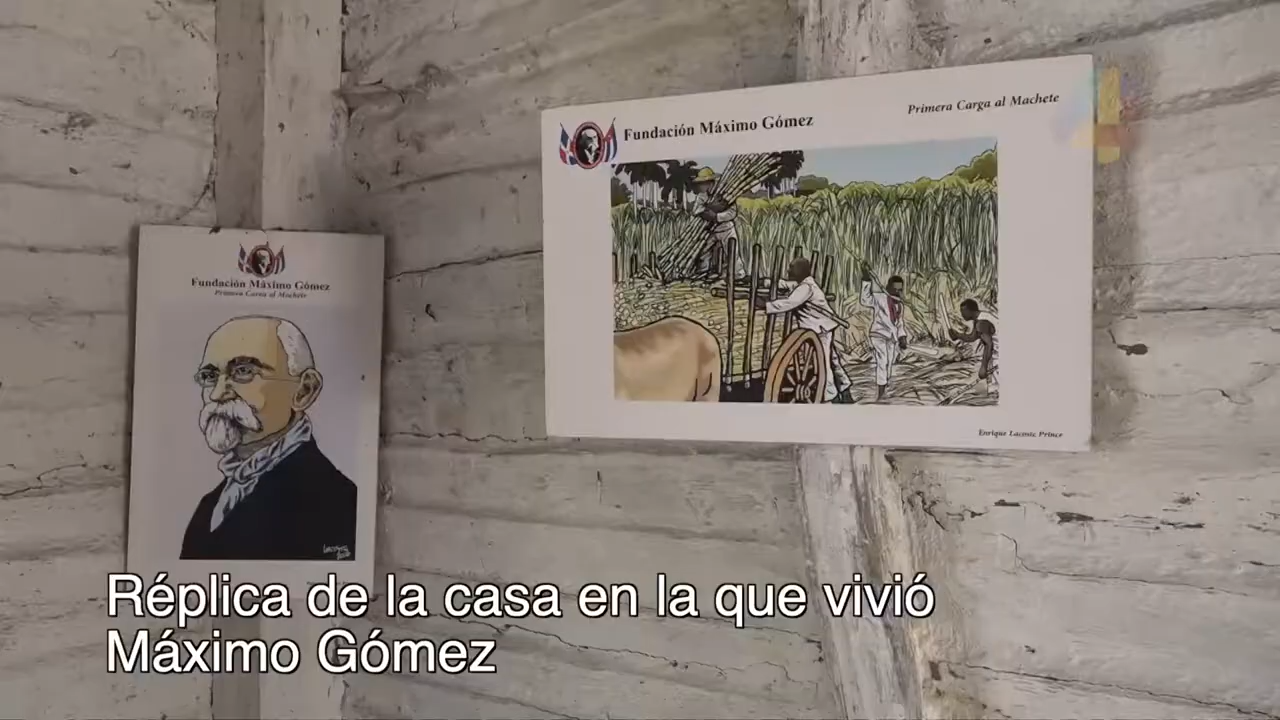 Fundación Máximo Gómez
Primera Carga al Machete
Fundación Máximo Gómez
Primera Carga al Machete
Enrique Lacoste Prince
Réplica de la casa en la que vivió
Máximo Gómez